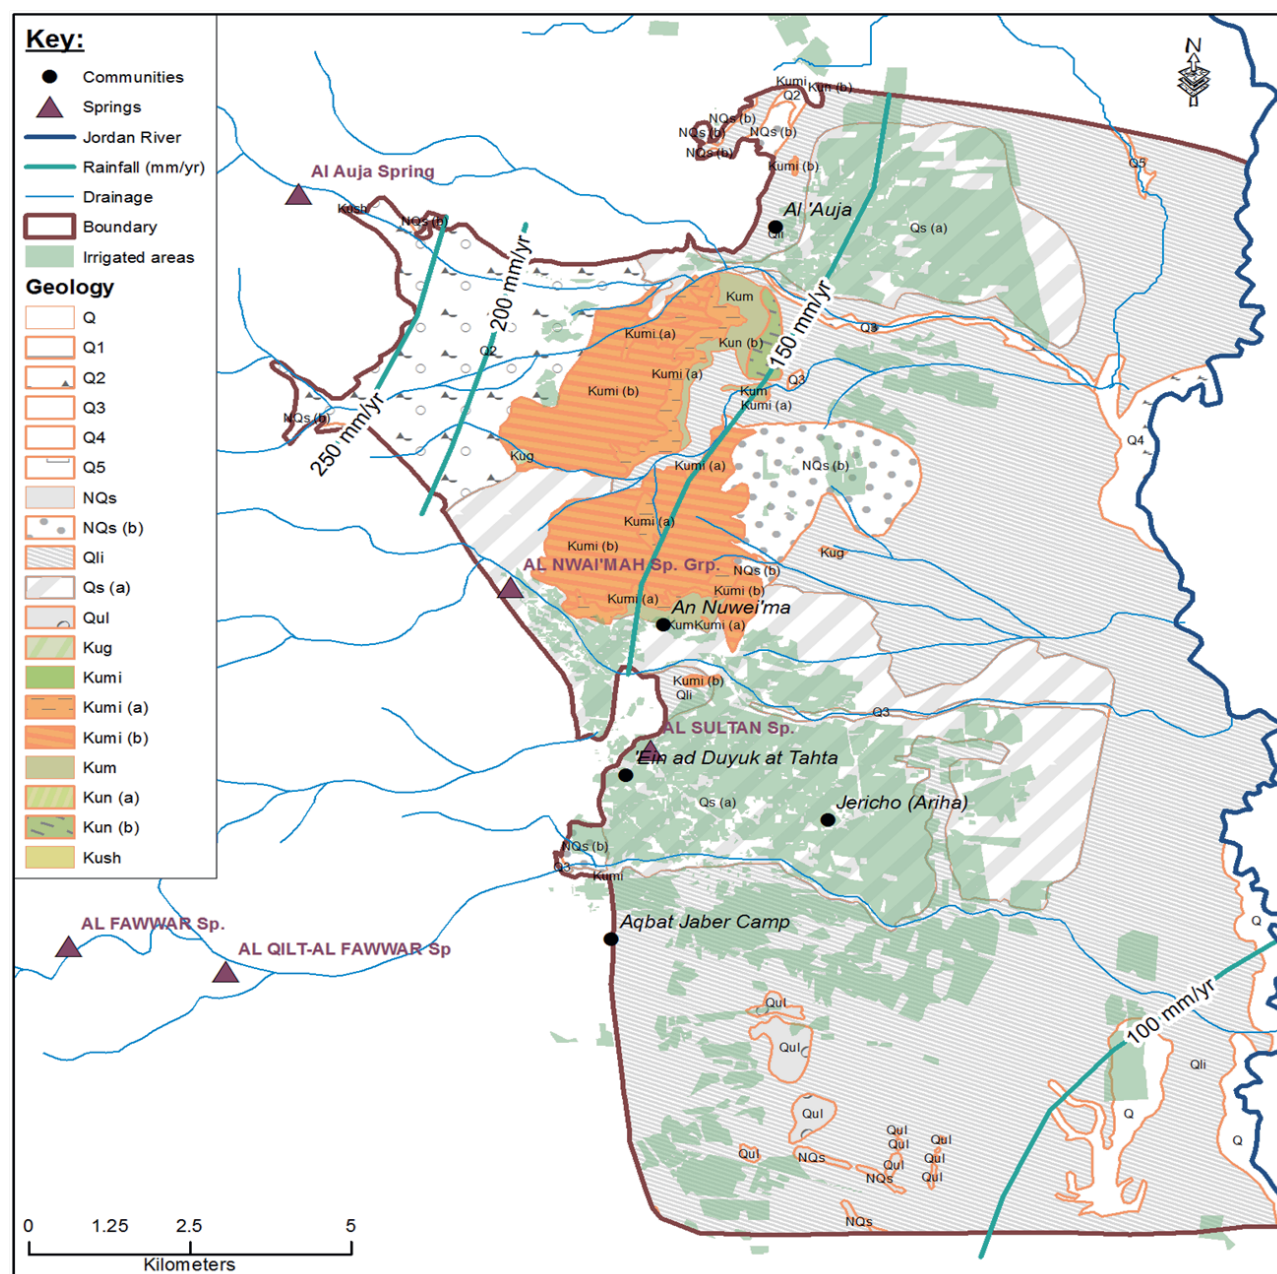 Key:
Communities
Springs
Jordan River
Rainfall (mm/yr)
Drainage
Boundary
Irrigated areas
Geology
Q
Q1
Q2
Q3
Q4
Q5
NQs
NQs (b)
Qli
Qs (a)
Qul
Kug
Kumi
Kumi (a)
Kumi (b)
Kum
Kun (a)
Kun (b)
Kush
N
Kumi
Kun (b)
Q2
NQs (b)
NQs (b)
NQs (b)
NQs (b)
Kumi (b)
Q5
Al Auja Spring
Kush
NQs (b)
Al 'Auja
Qli
Qs (a)
200 mm/yr
150 mm/yr
250 mm/yr
Kum
Q3
Kumi (a)
Kun (b)
Q2
Kumi (a)
Q3
Kumi (b)
Kum
Kumi (a)
NQs (b)
Q4
Kug
Kumi (a)
NQs (b)
Kumi (a)
Kumi (b)
Kug
AL NWAI'MAH Sp. Grp.
NQs (b)
Kumi (b)
Kumi (a)
An Nuwei'ma
Kum
Kumi (a)
Kumi (b)
Qli
Q3
AL SULTAN Sp.
'Ein ad Duyuk at Tahta
Qs (a)
Jericho (Ariha)
NQs (b)
Q3
Kumi
AL FAWWAR Sp.
Aqbat Jaber Camp
Q
AL QILT-AL FAWWAR Sp
100 mm/yr
Qul
Qul
Qli
Qul
Q
Qul
Qul
Qul
Q
Qul
NQs
Qul
Qul
NQs
Qul
NQs
0
1.25
2.5
5
Kilometers